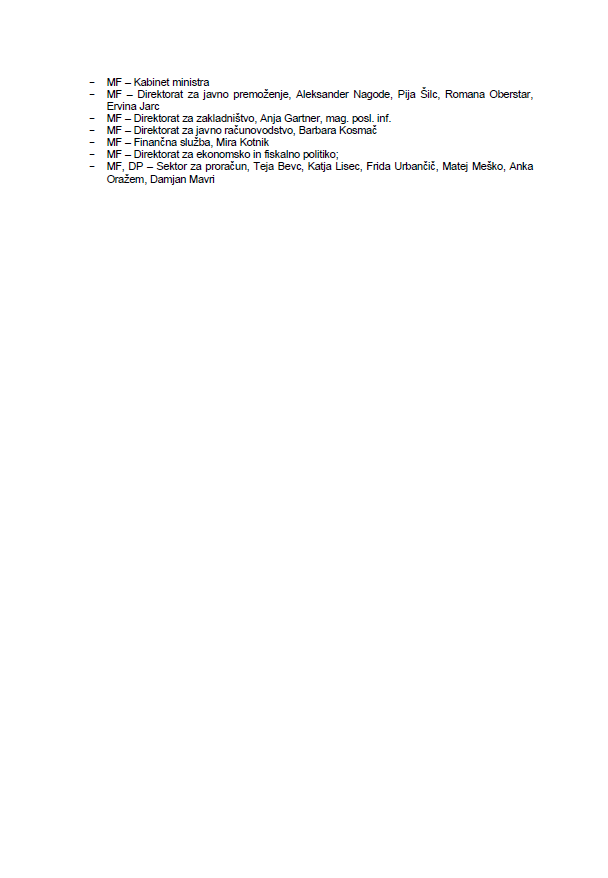 – MF – Kabinet ministra
– MF – Direktorat za javno premoženje, Aleksander Nagode, Pija Šilc, Romana Oberstar,
Ervina Jarc
– MF – Direktorat za zakladništvo, Anja Gartner, mag. posl. inf.
– MF – Direktorat za javno računovodstvo, Barbara Kosmač
– MF – Finančna služba, Mira Kotnik
– MF – Direktorat za ekonomsko in fiskalno politiko;
– MF, DP – Sektor za proračun, Teja Bevc, Katja Lisec, Frida Urbančič, Matej Meško, Anka
Oražem, Damjan Mavri